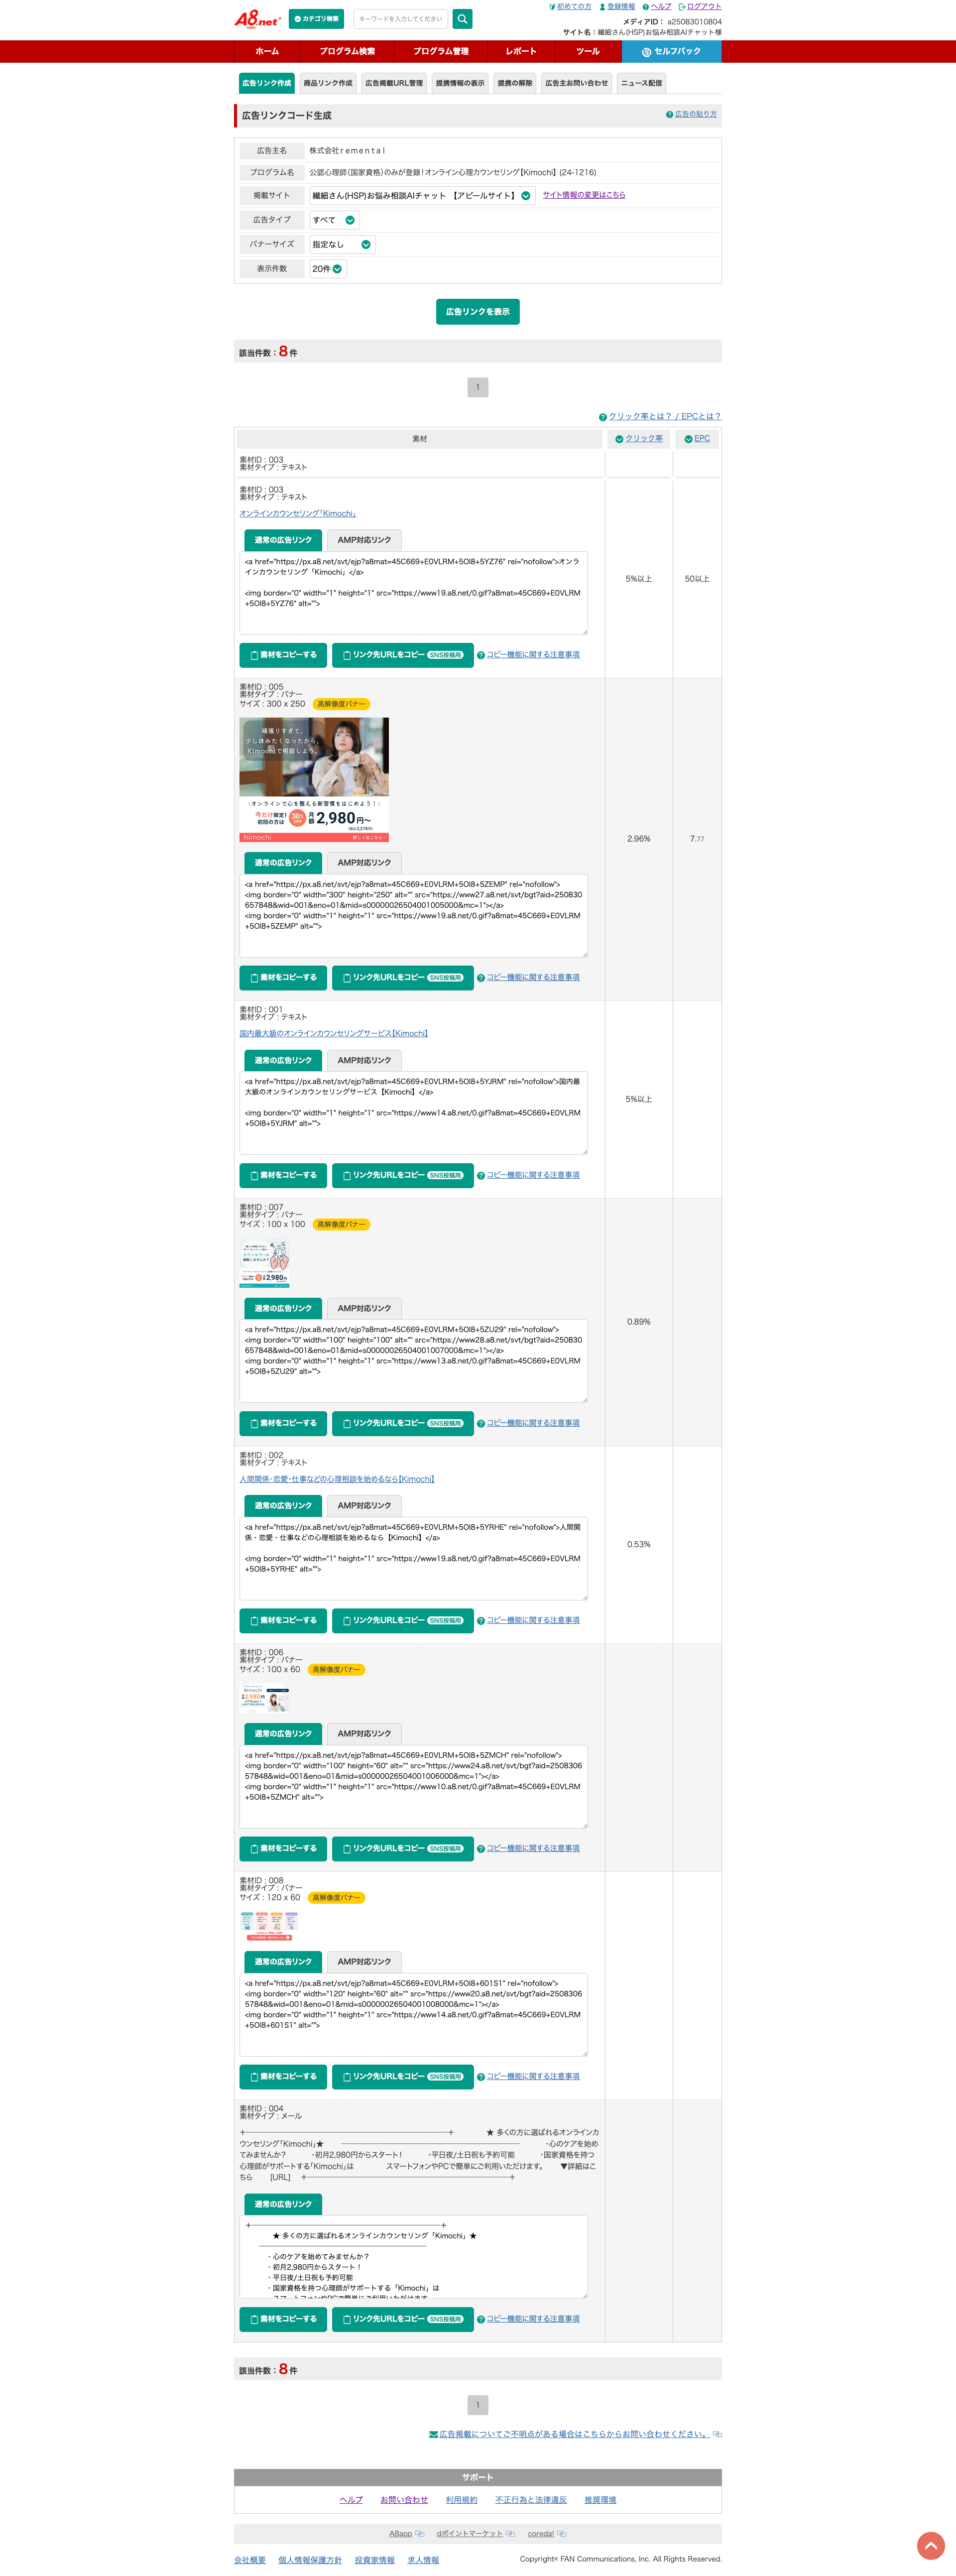 A8.net
カテゴリ検索
キーワードを入力してください
初めての方 登録情報 ヘルプ ログアウト
メディアID： a25083010804
サイト名：繊細さん(HSP)お悩み相談AIチャット様
ホーム プログラム検索 プログラム管理 レポート ツール セルフバック
広告リンク作成 商品リンク作成 広告掲載URL管理 提携情報の表示 提携の解除 広告主お問い合わせ ニュース配信
広告リンクコード生成
広告の貼り方
広告主名 株式会社remental
プログラム名 公認心理師（国家資格）のみが登録！オンライン心理カウンセリング【Kimochi】 (24-1216)
掲載サイト 繊細さん(HSP)お悩み相談AIチャット 【アピールサイト】 サイト情報の変更はこちら
広告タイプ すべて
バナーサイズ 指定なし
表示件数 20件
広告リンクを表示
該当件数：8件
1
クリック率とは？ / EPCとは？
素材 クリック率 EPC
素材ID : 003
素材タイプ : テキスト
素材ID : 003
素材タイプ : テキスト
オンラインカウンセリング「Kimochi」
通常の広告リンク AMP対応リンク
<a href="https://px.a8.net/svt/ejp?a8mat=45C669+E0VLRM+5OI8+5YZ76" rel="nofollow">オンラ
インカウンセリング「Kimochi」</a>
<img border="0" width="1" height="1" src="https://www19.a8.net/0.gif?a8mat=45C669+E0VLRM
+5OI8+5YZ76" alt="">
5%以上 50以上
素材をコピーする リンク先URLをコピー SNS投稿用 コピー機能に関する注意事項
素材ID : 005
素材タイプ : バナー
サイズ : 300 x 250 高解像度バナー
頑張りすぎて、
少し休みたくなったら、
Kimochiで相談しよう。
\オンラインで心を整える新習慣をはじめよう！/
今だけ限定!
初回の方は
30%
OFF
月額 2,980円〜
(税込3,278円)
Kimochi 詳しくはこちら
通常の広告リンク AMP対応リンク
<a href="https://px.a8.net/svt/ejp?a8mat=45C669+E0VLRM+5OI8+5ZEMP" rel="nofollow">
<img border="0" width="300" height="250" alt="" src="https://www27.a8.net/svt/bgt?aid=250830
657848&wid=001&eno=01&mid=s00000026504001005000&mc=1"></a>
<img border="0" width="1" height="1" src="https://www19.a8.net/0.gif?a8mat=45C669+E0VLRM
+5OI8+5ZEMP" alt="">
2.96% 7.77
素材をコピーする リンク先URLをコピー SNS投稿用 コピー機能に関する注意事項
素材ID : 001
素材タイプ : テキスト
国内最大級のオンラインカウンセリングサービス【Kimochi】
通常の広告リンク AMP対応リンク
<a href="https://px.a8.net/svt/ejp?a8mat=45C669+E0VLRM+5OI8+5YJRM" rel="nofollow">国内最
大級のオンラインカウンセリングサービス【Kimochi】</a>
<img border="0" width="1" height="1" src="https://www14.a8.net/0.gif?a8mat=45C669+E0VLRM
+5OI8+5YJRM" alt="">
5%以上
素材をコピーする リンク先URLをコピー SNS投稿用 コピー機能に関する注意事項
素材ID : 007
素材タイプ : バナー
サイズ : 100 x 100 高解像度バナー
2,980円
通常の広告リンク AMP対応リンク
<a href="https://px.a8.net/svt/ejp?a8mat=45C669+E0VLRM+5OI8+5ZU29" rel="nofollow">
<img border="0" width="100" height="100" alt="" src="https://www28.a8.net/svt/bgt?aid=250830
657848&wid=001&eno=01&mid=s00000026504001007000&mc=1"></a>
<img border="0" width="1" height="1" src="https://www13.a8.net/0.gif?a8mat=45C669+E0VLRM
+5OI8+5ZU29" alt="">
0.89%
素材をコピーする リンク先URLをコピー SNS投稿用 コピー機能に関する注意事項
素材ID : 002
素材タイプ : テキスト
人間関係・恋愛・仕事などの心理相談を始めるなら【Kimochi】
通常の広告リンク AMP対応リンク
<a href="https://px.a8.net/svt/ejp?a8mat=45C669+E0VLRM+5OI8+5YRHE" rel="nofollow">人間関
係・恋愛・仕事などの心理相談を始めるなら【Kimochi】</a>
<img border="0" width="1" height="1" src="https://www19.a8.net/0.gif?a8mat=45C669+E0VLRM
+5OI8+5YRHE" alt="">
0.53%
素材をコピーする リンク先URLをコピー SNS投稿用 コピー機能に関する注意事項
素材ID : 006
素材タイプ : バナー
サイズ : 100 x 60 高解像度バナー
2,980円
通常の広告リンク AMP対応リンク
<a href="https://px.a8.net/svt/ejp?a8mat=45C669+E0VLRM+5OI8+5ZMCH" rel="nofollow">
<img border="0" width="100" height="60" alt="" src="https://www24.a8.net/svt/bgt?aid=2508306
57848&wid=001&eno=01&mid=s00000026504001006000&mc=1"></a>
<img border="0" width="1" height="1" src="https://www10.a8.net/0.gif?a8mat=45C669+E0VLRM
+5OI8+5ZMCH" alt="">
素材をコピーする リンク先URLをコピー SNS投稿用 コピー機能に関する注意事項
素材ID : 008
素材タイプ : バナー
サイズ : 120 x 60 高解像度バナー
通常の広告リンク AMP対応リンク
<a href="https://px.a8.net/svt/ejp?a8mat=45C669+E0VLRM+5OI8+601S1" rel="nofollow">
<img border="0" width="120" height="60" alt="" src="https://www20.a8.net/svt/bgt?aid=2508306
57848&wid=001&eno=01&mid=s00000026504001008000&mc=1"></a>
<img border="0" width="1" height="1" src="https://www14.a8.net/0.gif?a8mat=45C669+E0VLRM
+5OI8+601S1" alt="">
素材をコピーする リンク先URLをコピー SNS投稿用 コピー機能に関する注意事項
素材ID : 004
素材タイプ : メール
+―――――――――――――――――――――――――――+ ★ 多くの方に選ばれるオンラインカ
ウンセリング「Kimochi」★ ――――――――――――――――――――――― ・心のケアを始め
てみませんか？ ・初月2,980円からスタート！ ・平日夜/土日祝も予約可能 ・国家資格を持つ
心理師がサポートする「Kimochi」は スマートフォンやPCで簡単にご利用いただけます。 ▼詳細はこ
ちら [URL] +―――――――――――――――――――――――――――+
通常の広告リンク
+―――――――――――――――――――――――――――+
★ 多くの方に選ばれるオンラインカウンセリング「Kimochi」★
―――――――――――――――――――――――
・心のケアを始めてみませんか？
・初月2,980円からスタート！
・平日夜/土日祝も予約可能
・国家資格を持つ心理師がサポートする「Kimochi」は
スマートフォンやPCで簡単にご利用いただけます
素材をコピーする リンク先URLをコピー SNS投稿用 コピー機能に関する注意事項
該当件数：8件
1
広告掲載についてご不明点がある場合はこちらからお問い合わせください。
サポート
ヘルプ お問い合わせ 利用規約 不正行為と法律違反 推奨環境
A8app dポイントマーケット coreda!
会社概要 個人情報保護方針 投資家情報 求人情報
Copyright© FAN Communications, Inc. All Rights Reserved.